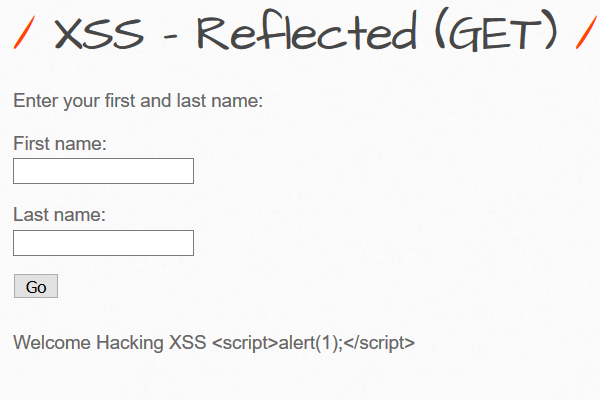 / XSS - Reflected (GET) /
Enter your first and last name:
First name:
Last name:
Go
Welcome Hacking XSS <script>alert(1);</script>